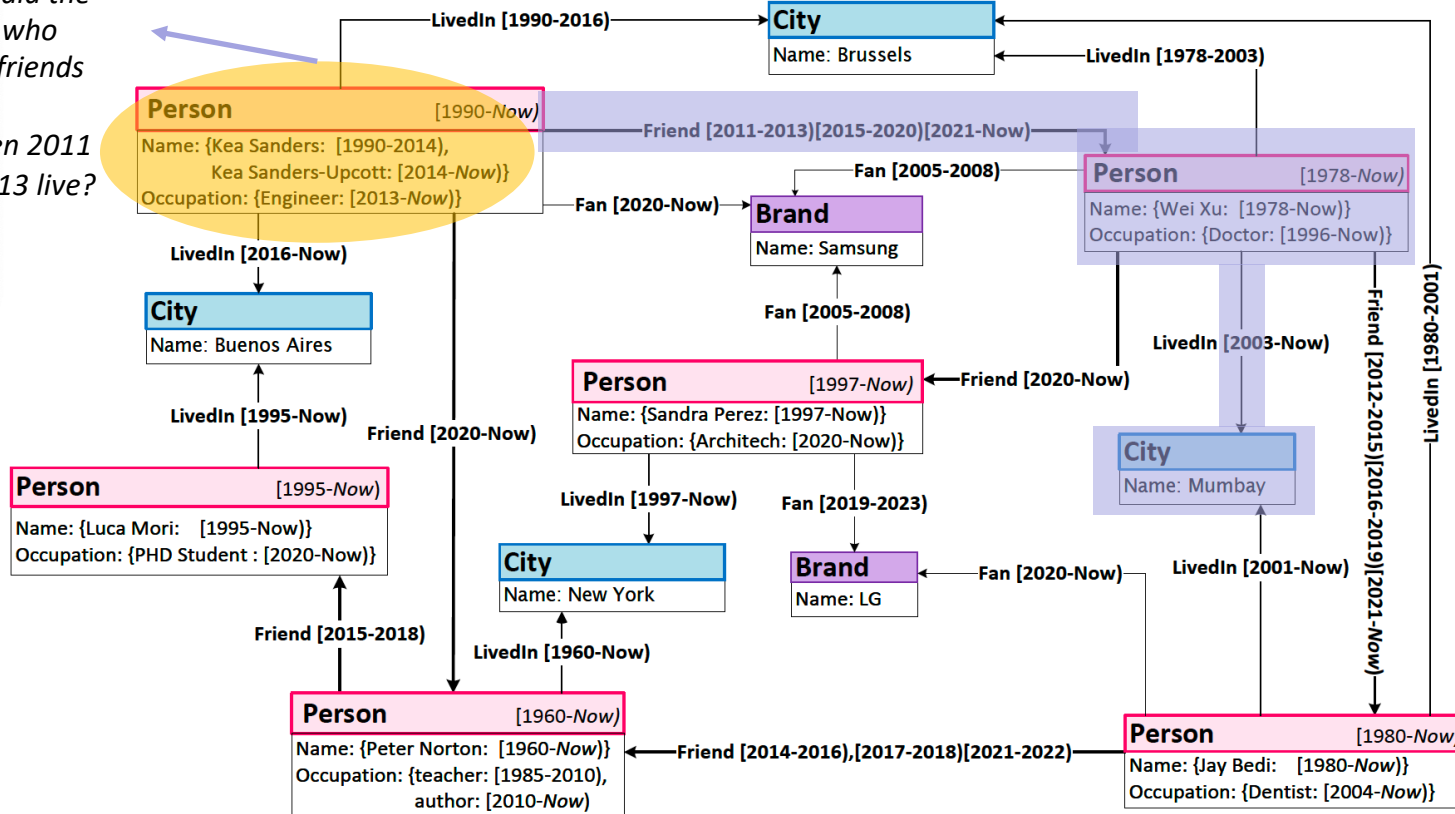 did the
who
friends
en 2011
13 live?
LivedIn [1990-2016)
City
Name: Brussels
LivedIn [1978-2003)
Person [1990-Now)
Name: {Kea Sanders: [1990-2014),
Kea Sanders-Upcott: [2014-Now)}
Occupation: {Engineer: [2013-Now)}
Friend [2011-2013)[2015-2020)[2021-Now)
Fan [2005-2008)
Person [1978-Now)
Name: {Wei Xu: [1978-Now)}
Occupation: {Doctor: [1996-Now)}
Fan [2020-Now)
Brand
Name: Samsung
LivedIn [2016-Now)
City
Name: Buenos Aires
Fan [2005-2008)
LivedIn [2003-Now)
Friend [2012-2015)[2016-2019)[2021-Now)
LivedIn [1980-2001)
Person [1997-Now)
Name: {Sandra Perez: [1997-Now)}
Occupation: {Architech: [2020-Now)}
Friend [2020-Now)
LivedIn [1995-Now)
Friend [2020-Now)
City
Name: Mumbay
Person [1995-Now)
Name: {Luca Mori: [1995-Now)}
Occupation: {PHD Student : [2020-Now)}
LivedIn [1997-Now)
Fan [2019-2023)
City
Name: New York
Brand
Name: LG
Fan [2020-Now)
LivedIn [2001-Now)
Friend [2015-2018)
LivedIn [1960-Now)
Person [1960-Now)
Name: {Peter Norton: [1960-Now)}
Occupation: {teacher: [1985-2010),
author: [2010-Now)
Friend [2014-2016),[2017-2018)[2021-2022)
Person [1980-Now)
Name: {Jay Bedi: [1980-Now)}
Occupation: {Dentist: [2004-Now)}